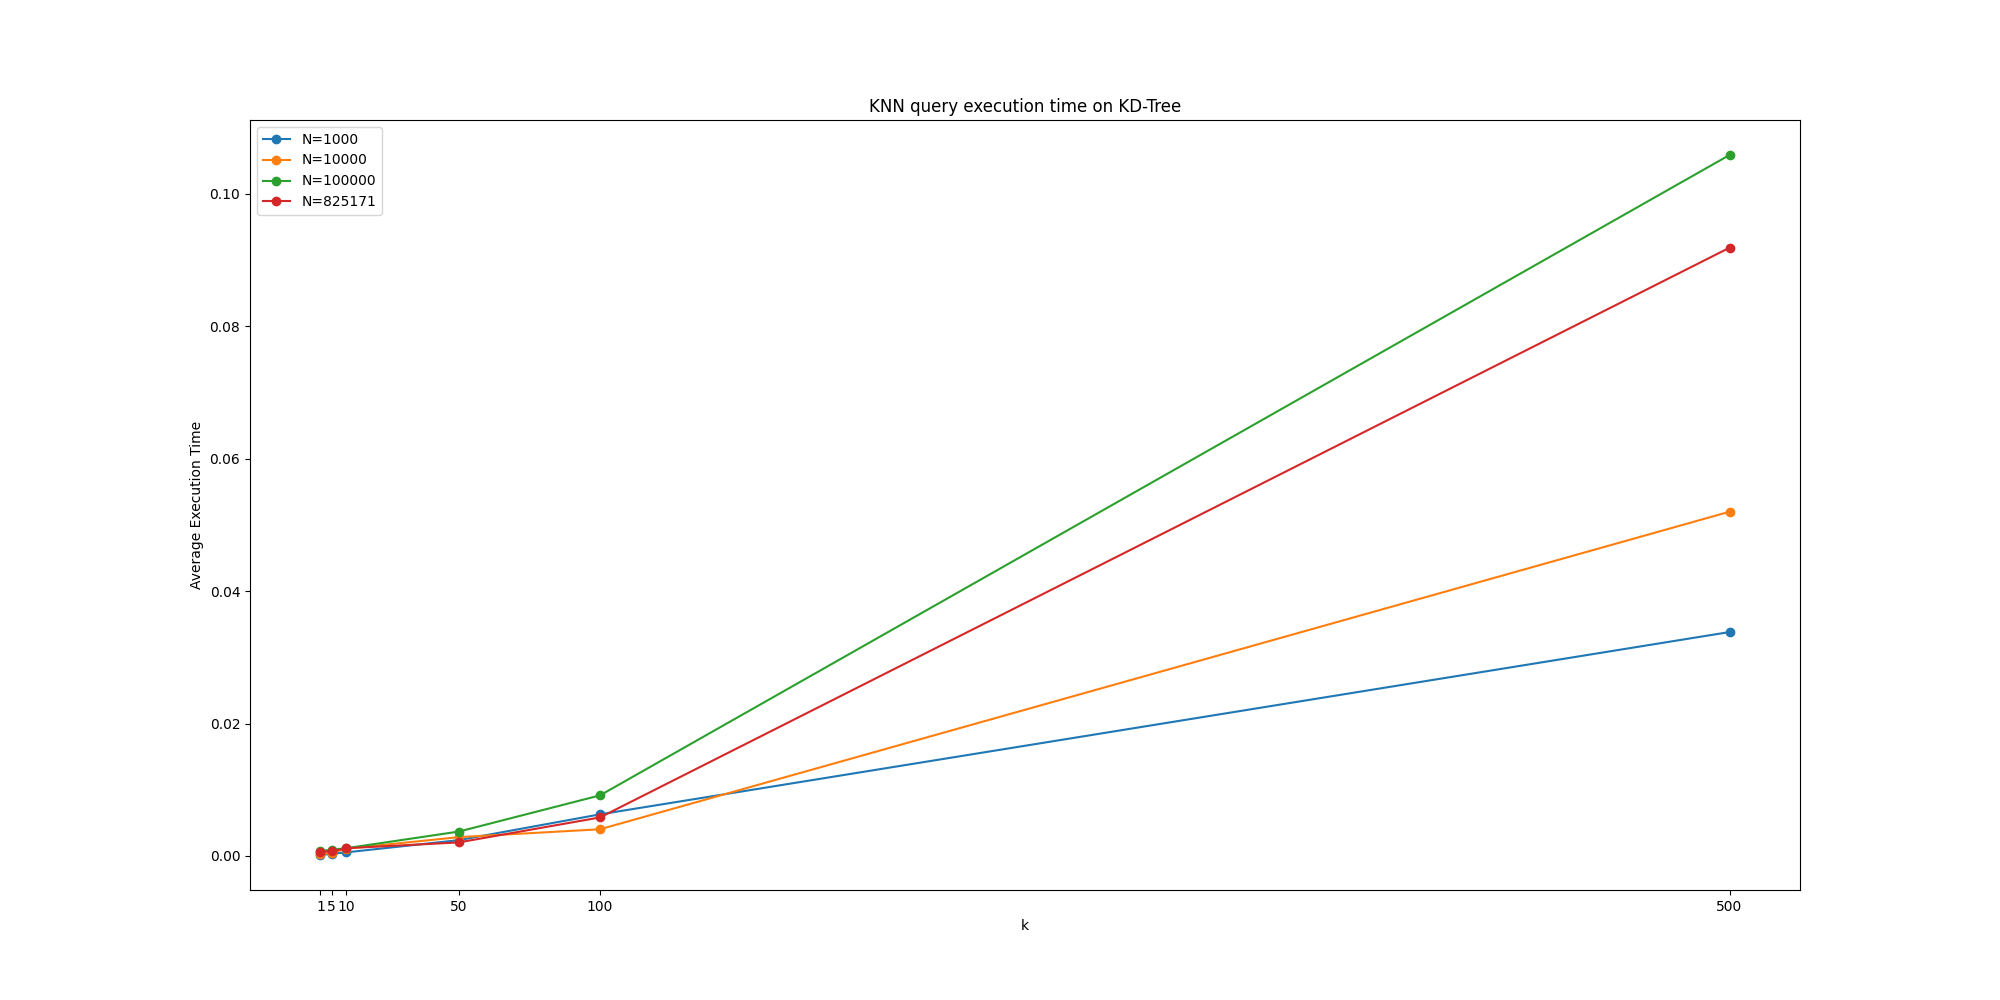 KNN query execution time on KD-Tree
N=1000
N=10000
N=100000
N=825171
0.10
0.08
0.06
0.04
0.02
0.00
Average Execution Time
1 5 10 50 100 500
k